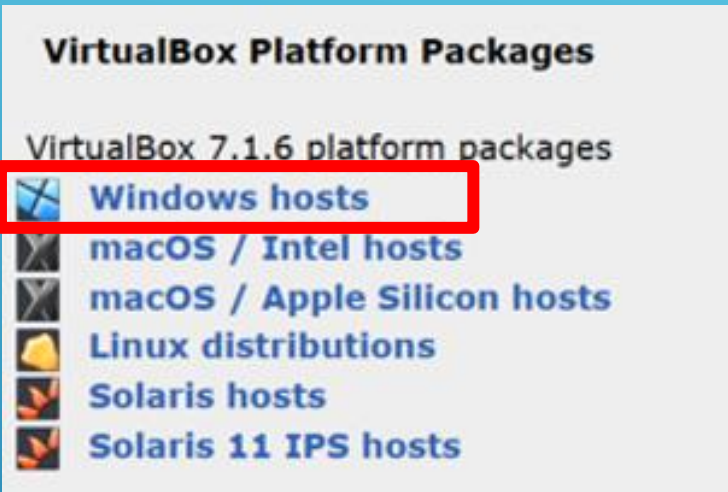 VirtualBox Platform Packages
VirtualBox 7.1.6 platform packages
Windows hosts
macOS / Intel hosts
macOS / Apple Silicon hosts
Linux distributions
Solaris hosts
Solaris 11 IPS hosts